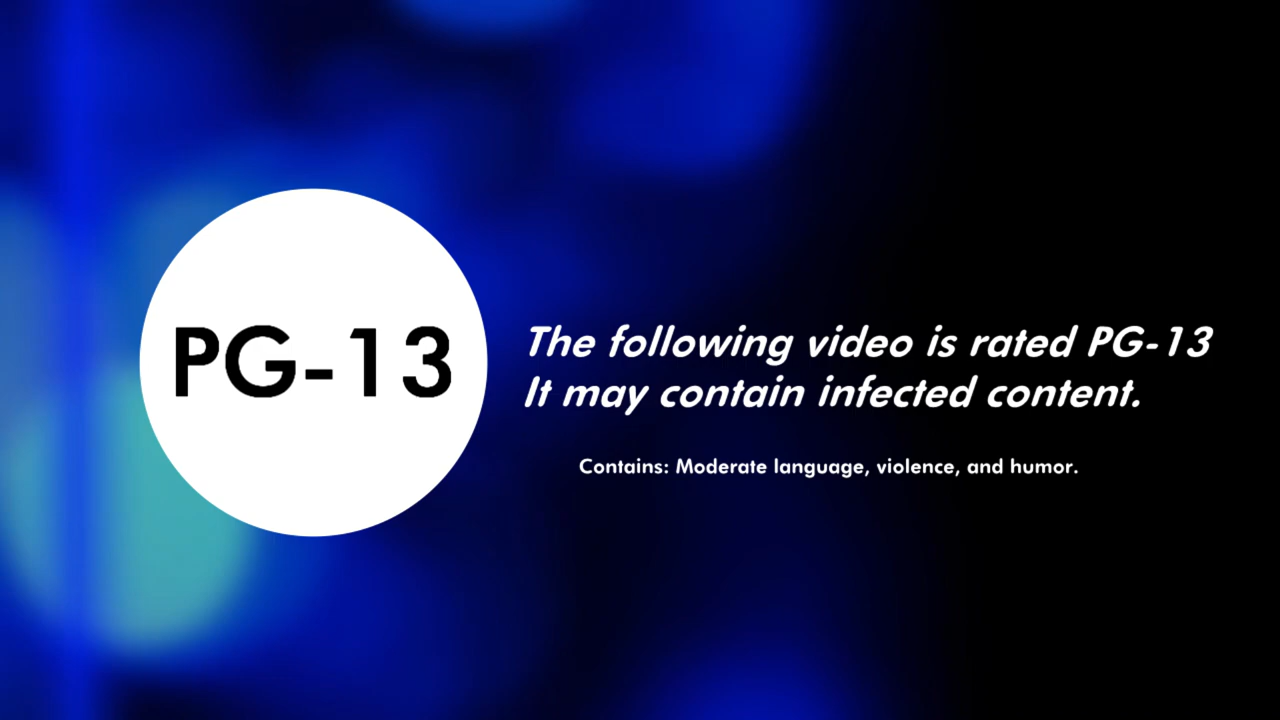 PG-13
The following video is rated PG-13
It may contain infected content.
Contains: Moderate language, violence, and humor.